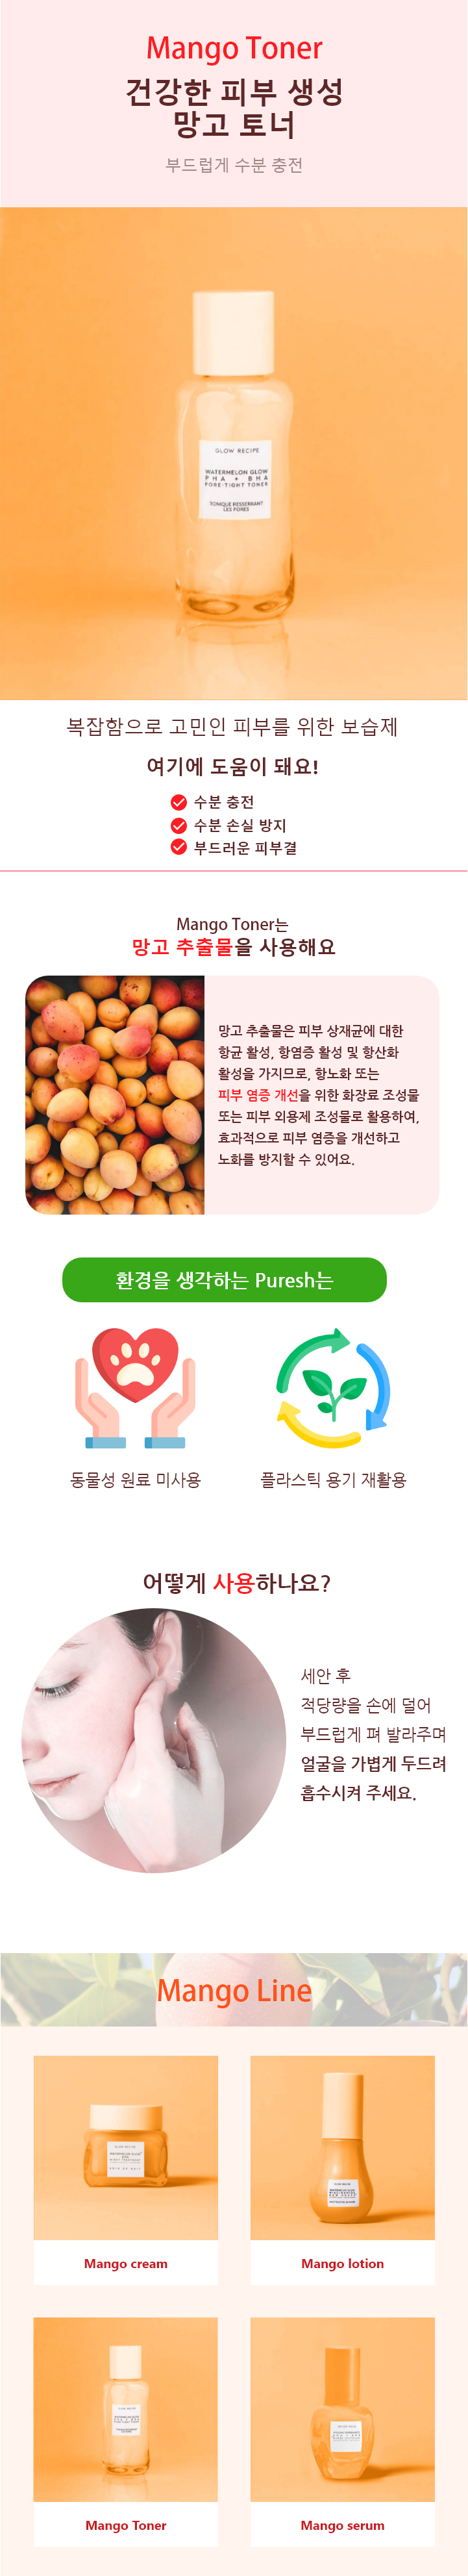 Mango Toner
건강한 피부 생성
망고 토너
부드럽게 수분 충전
GLOW RECIPE
WATERMELON GLOW
PHA + BHA
PORE-TIGHT TONER
TONIQUE RESSERRANT
LES PORES
복잡함으로 고민인 피부를 위한 보습제
여기에 도움이 돼요!
수분 충전
수분 손실 방지
부드러운 피부결
Mango Toner는
망고 추출물을 사용해요
망고 추출물은 피부 상재균에 대한
항균 활성, 항염증 활성 및 항산화
활성을 가지므로, 항노화 또는
피부 염증 개선을 위한 화장료 조성물
또는 피부 외용제 조성물로 활용하여,
효과적으로 피부 염증을 개선하고
노화를 방지할 수 있어요.
환경을 생각하는 Puresh는
동물성 원료 미사용
플라스틱 용기 재활용
어떻게 사용하나요?
세안 후
적당량을 손에 덜어
부드럽게 펴 발라주며
얼굴을 가볍게 두드려
흡수시켜 주세요.
Mango Line
GLOW RECIPE
Mango cream
Mango lotion
Mango Toner
Mango serum